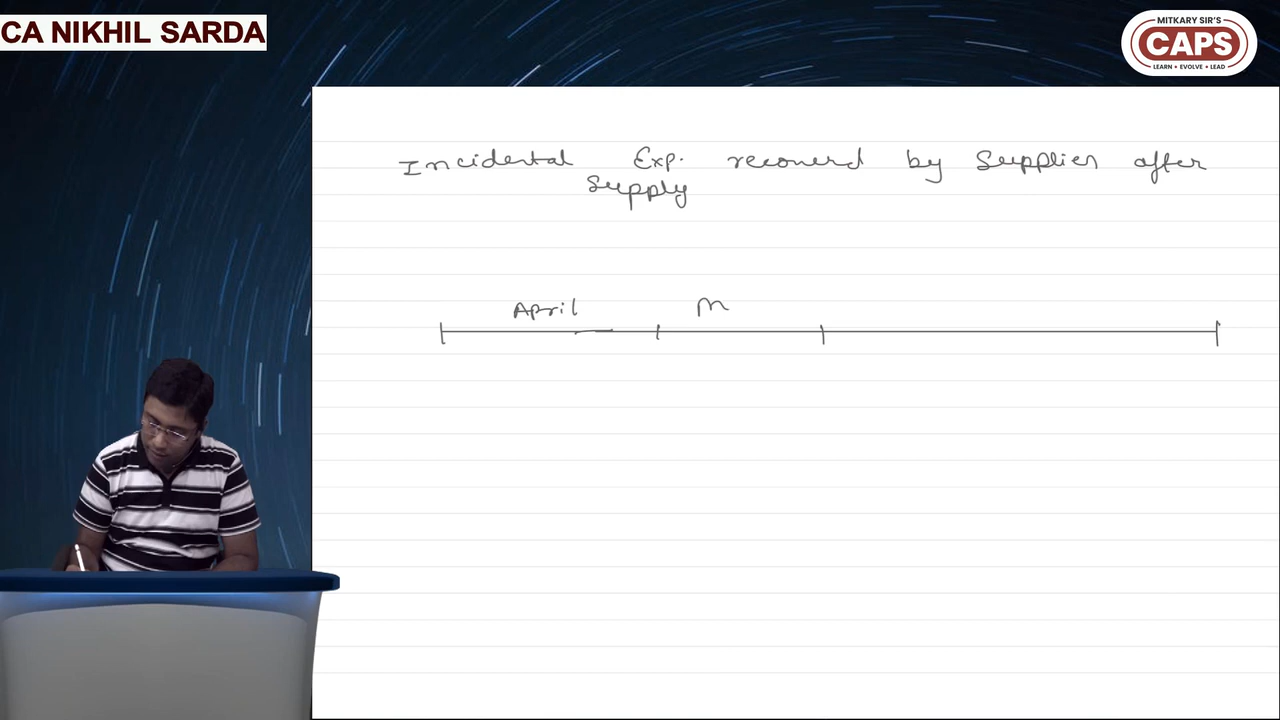 CA NIKHIL SARDA
MITKARY SIR'S
CAPS
LEARN • EVOLVE • LEAD
Incidental Exp. recovered by Supplier after
Supply
April M